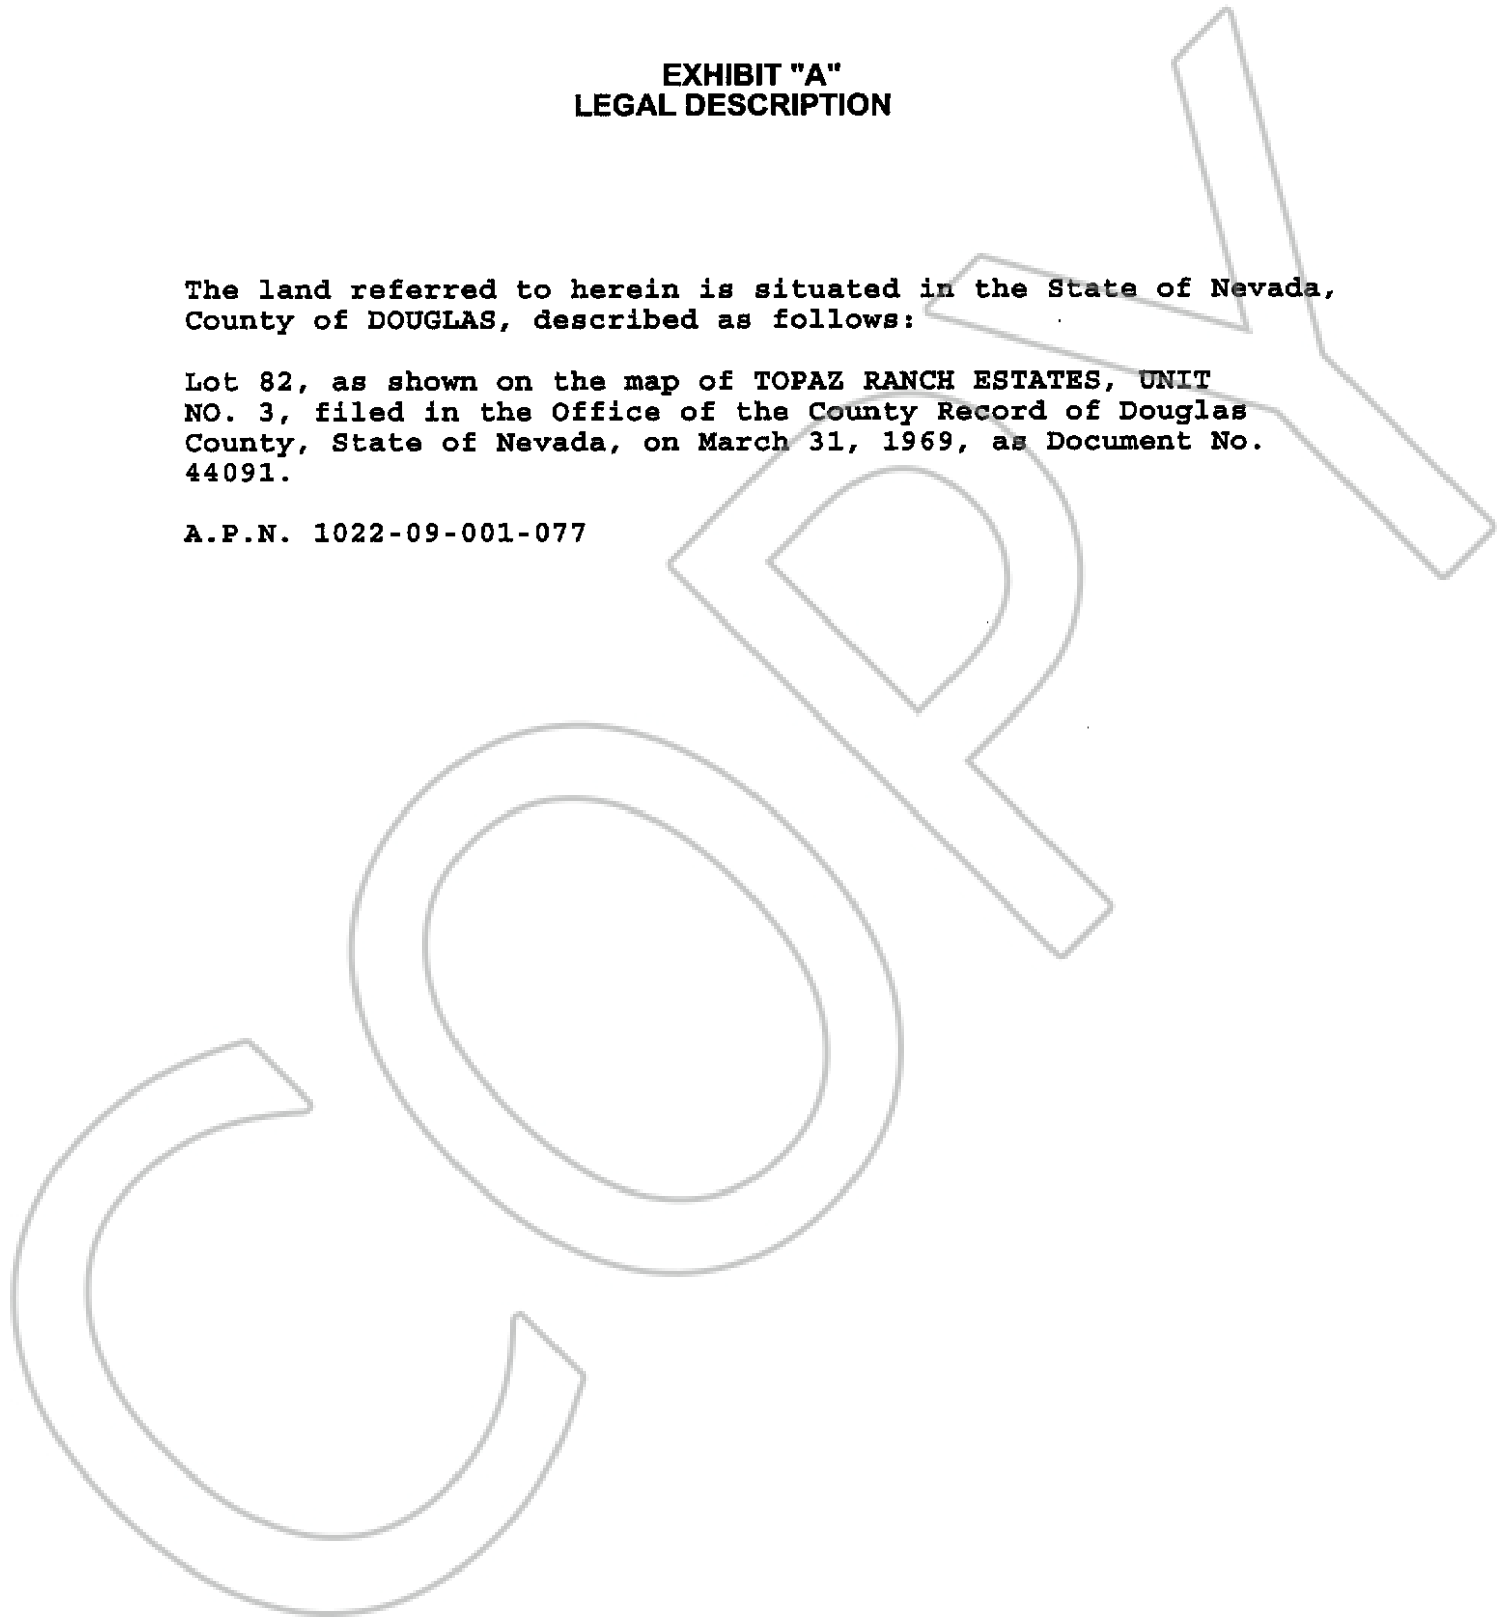 EXHIBIT "A"
LEGAL DESCRIPTION
The land referred to herein is situated in the State of Nevada,
County of DOUGLAS, described as follows:
Lot 82, as shown on the map of TOPAZ RANCH ESTATES, UNIT
NO. 3, filed in the Office of the County Record of Douglas
County, State of Nevada, on March 31, 1969, as Document No.
44091.
A.P.N. 1022-09-001-077
COPY